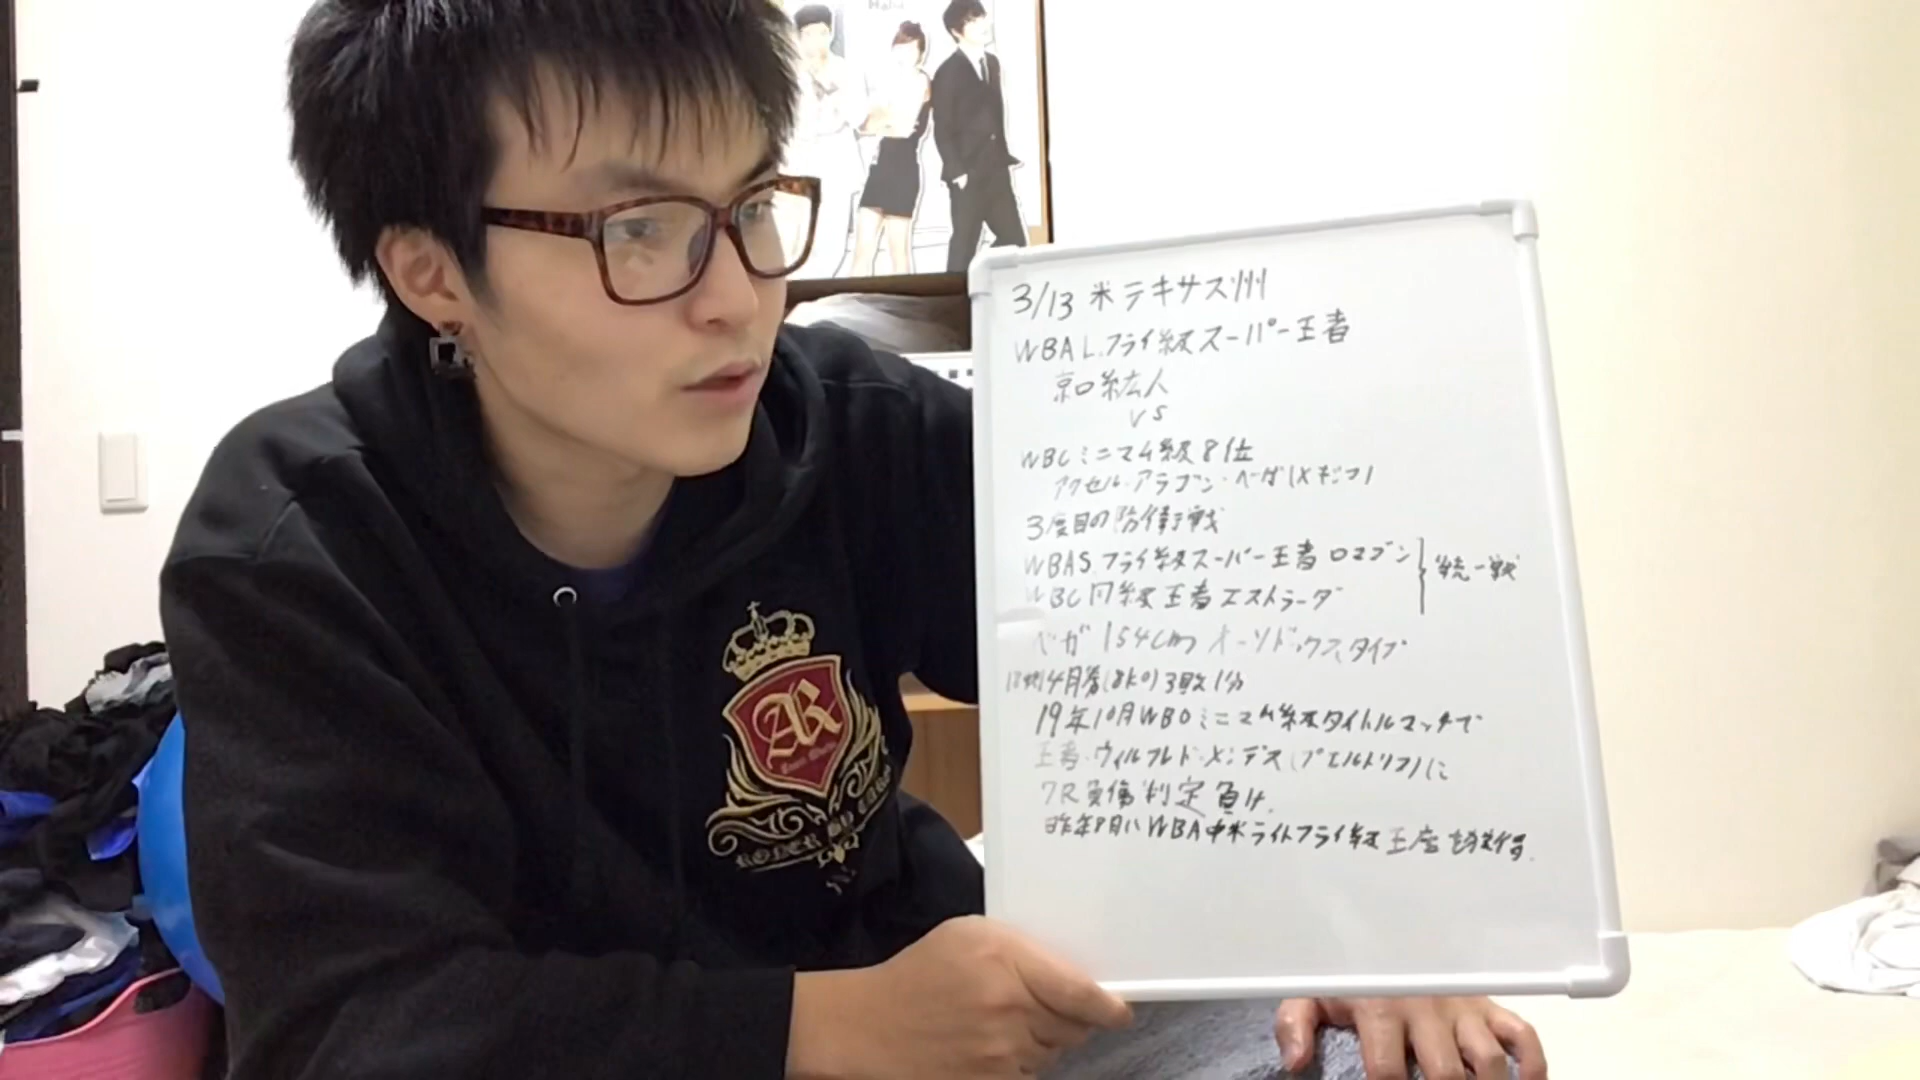 3/13 米テキサス州
WBA L.フライ級スーパー王者
京口紘人
VS
WBCミニマム級8位
アクセル・アラゴン・ベガ(メキシコ)
3度目の防衛戦
WBA S.フライ級スーパー王者 ロマゴン
WBC同級王者エストラーダ
統一戦
ベガ 154cm オーソドックスタイプ
14勝(8KO)3敗1分
19年10月WBOミニマム級タイトルマッチで
王者・ウィルフレド・メンデス(プエルトリコ)に
7R負傷判定負け.
昨年8月にWBA中米ライトフライ級王座を獲得.
AR